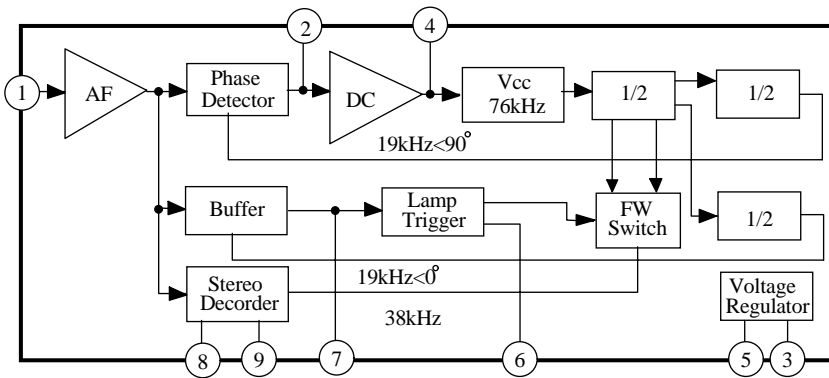 2
4
1
AF
Phase
Detector
DC
Vcc
76kHz
1/2
1/2
19kHz<90°
Buffer
Lamp
Trigger
FW
Switch
1/2
19kHz<0°
Stereo
Decorder
38kHz
Voltage
Regulator
8
9
7
6
5
3